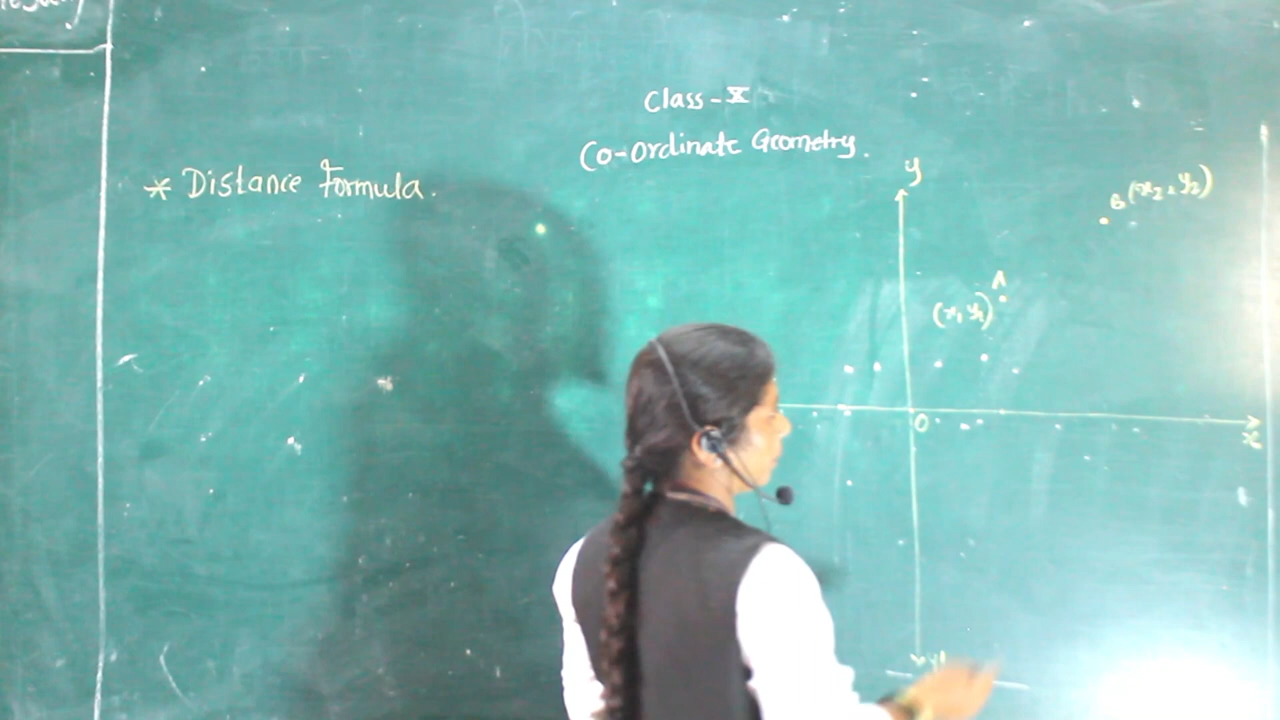 Class - X
Co-ordinate Geometry.
* Distance Formula.
y
B (x₂, y₂)
A
(x₁ y₁)
O
x
y'